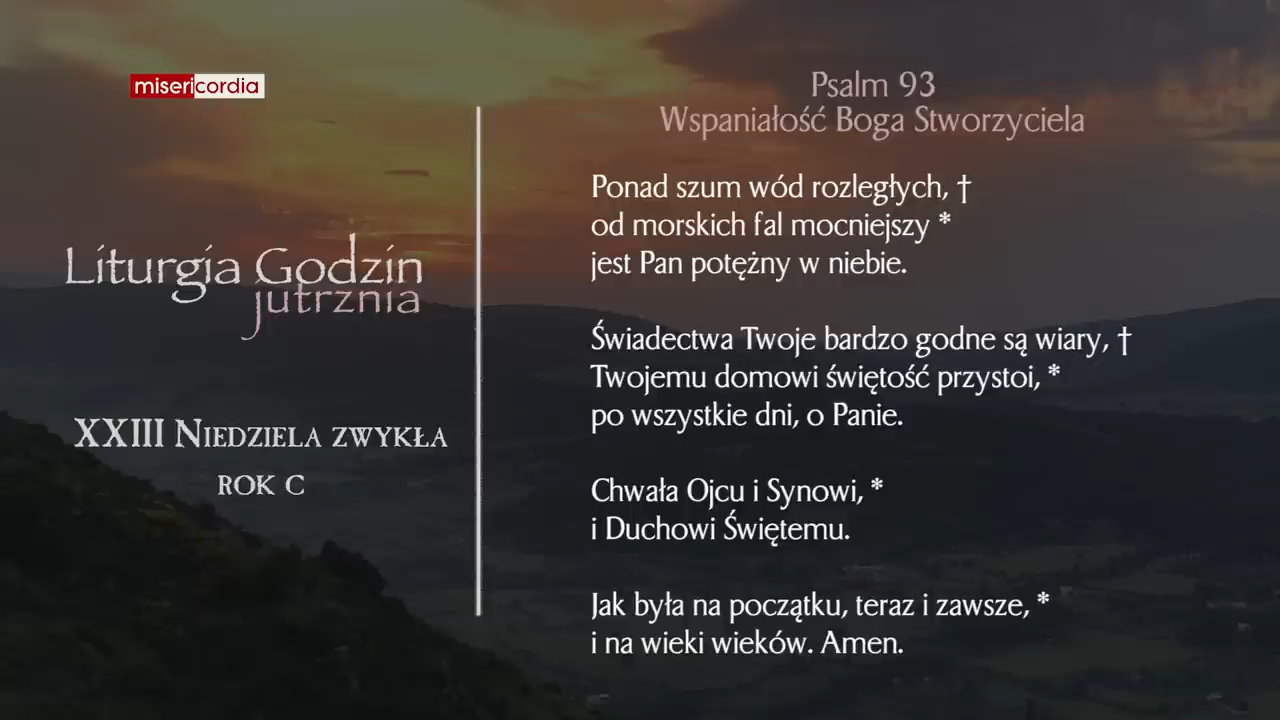 misericordia
Liturgia Godzin
jutrznia
XXIII Niedziela zwykła
rok C
Psalm 93
Wspaniałość Boga Stworzyciela
Ponad szum wód rozległych, †
od morskich fal mocniejszy *
jest Pan potężny w niebie.
Świadectwa Twoje bardzo godne są wiary, †
Twojemu domowi świętość przystoi, *
po wszystkie dni, o Panie.
Chwała Ojcu i Synowi, *
i Duchowi Świętemu.
Jak była na początku, teraz i zawsze, *
i na wieki wieków. Amen.